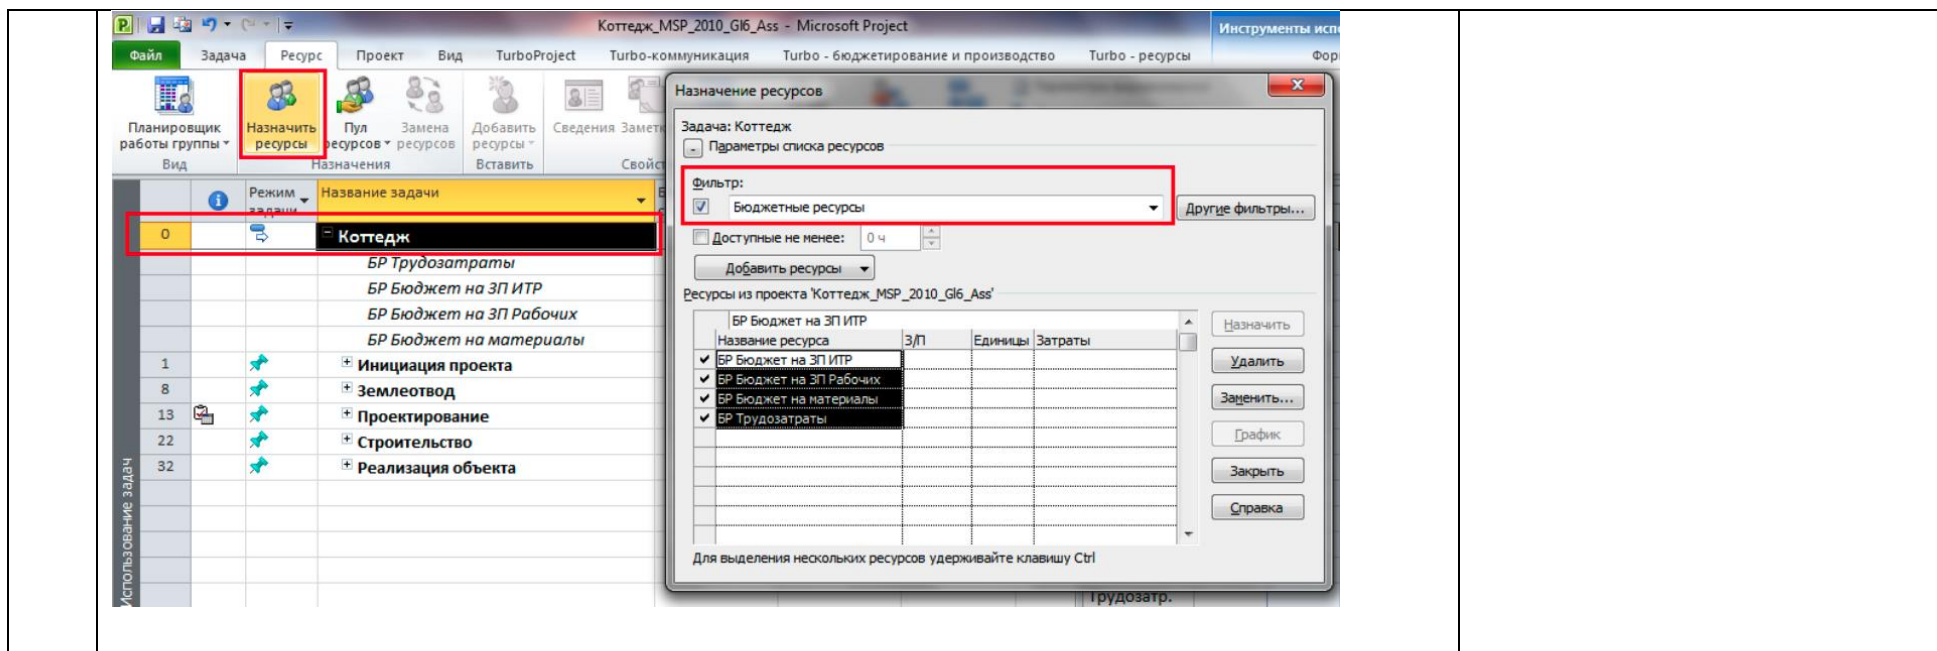 Коттедж_MSP_2010_Gl6_Ass - Microsoft Project
Инструменты исп
Файл Задача Ресурс Проект Вид TurboProject Turbo-коммуникация Turbo - бюджетирование и производство Turbo - ресурсы Фор
Планировщик работы группы
Назначить ресурсы
Пул ресурсов
Замена ресурсов
Добавить ресурсы
Сведения
Заметк
Вид
Назначения
Вставить
Свойст
Режим задачи
Название задачи
0 Коттедж
БР Трудозатраты
БР Бюджет на ЗП ИТР
БР Бюджет на ЗП Рабочих
БР Бюджет на материалы
1 Инициация проекта
8 Землеотвод
13 Проектирование
22 Строительство
32 Реализация объекта
Использование задач
Назначение ресурсов
Задача: Коттедж
Параметры списка ресурсов
Фильтр:
Бюджетные ресурсы
Другие фильтры...
Доступные не менее: 0 ч
Добавить ресурсы
Ресурсы из проекта 'Коттедж_MSP_2010_Gl6_Ass'
БР Бюджет на ЗП ИТР
Название ресурса З/П Единицы Затраты
БР Бюджет на ЗП ИТР
БР Бюджет на ЗП Рабочих
БР Бюджет на материалы
БР Трудозатраты
Назначить
Удалить
Заменить...
График
Закрыть
Справка
Для выделения нескольких ресурсов удерживайте клавишу Ctrl
Трудозатр.